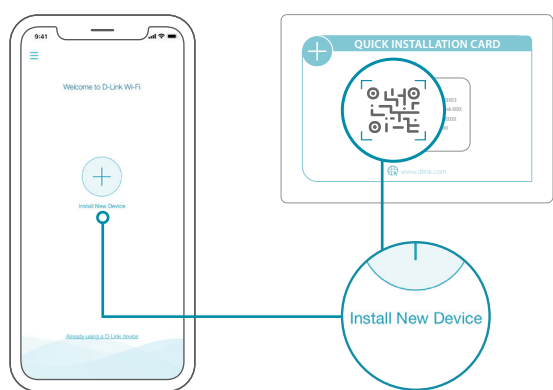 9:41
Welcome to D-Link Wi-Fi
Install New Device
Already using a D-Link device
QUICK INSTALLATION CARD
www.dlink.com
Install New Device